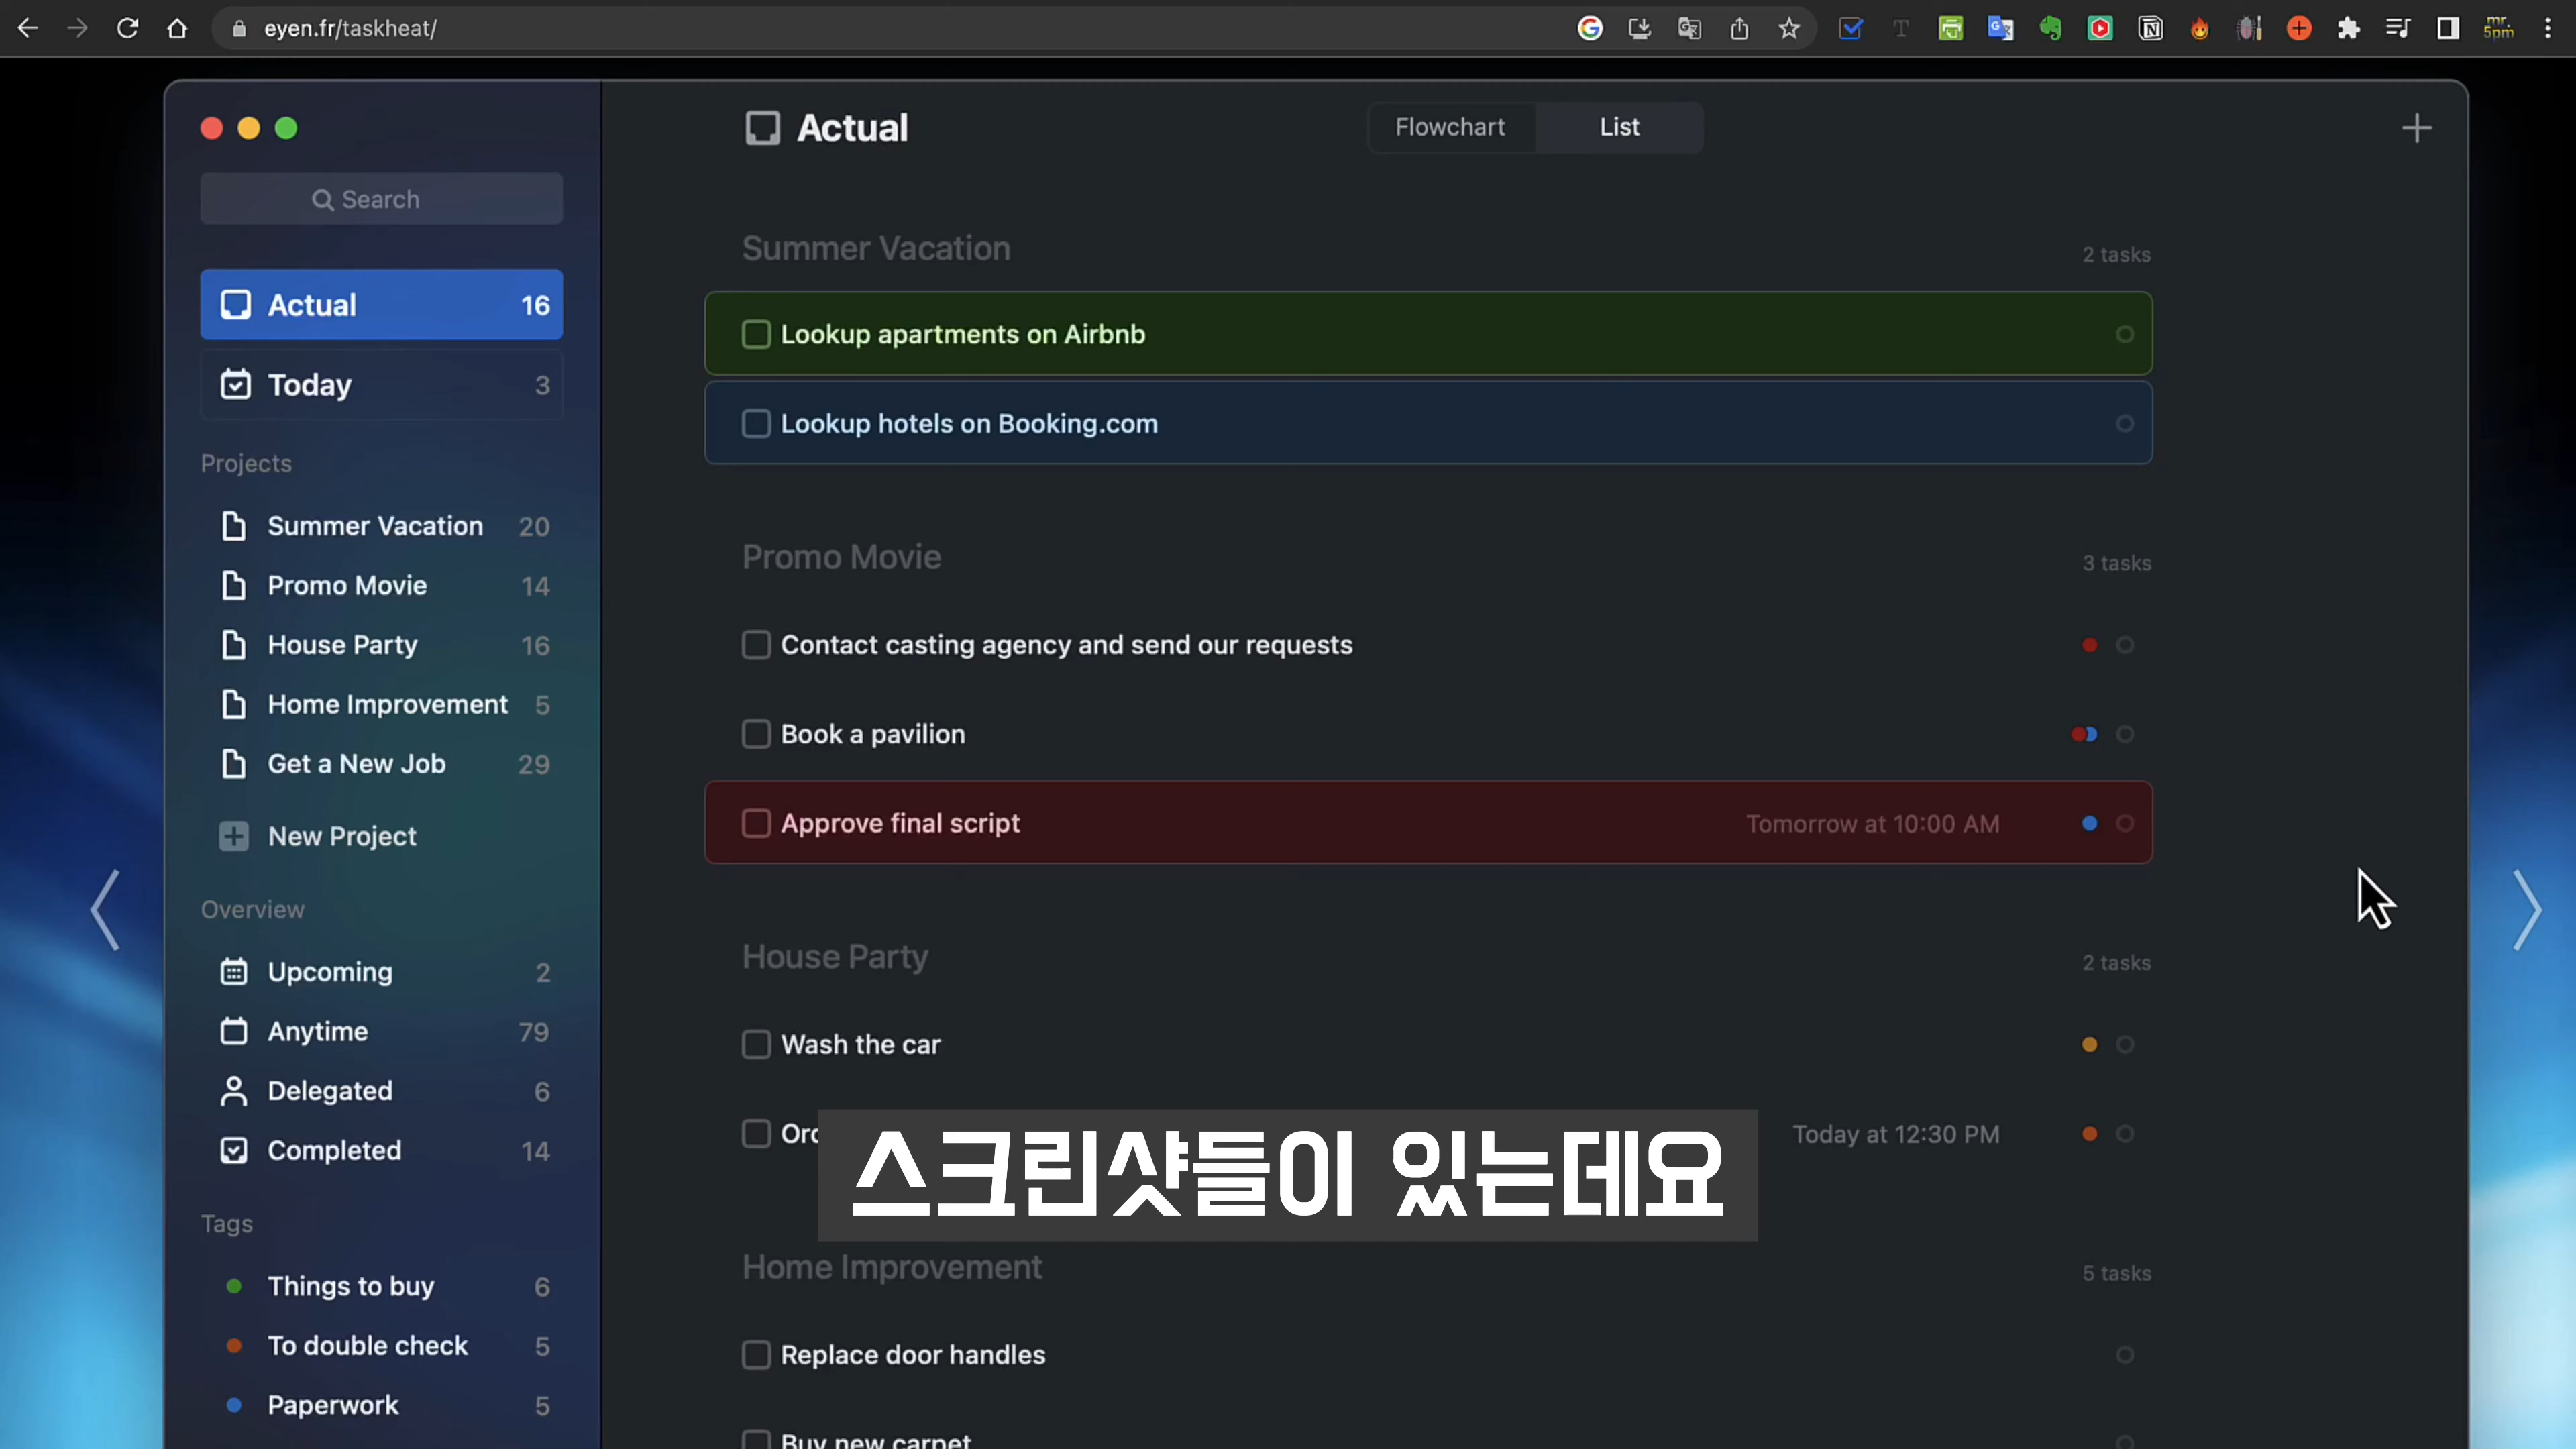 eyen.fr/taskheat/
mr. 5pm
Search
Actual 16
Today 3
Projects
Summer Vacation 20
Promo Movie 14
House Party 16
Home Improvement 5
Get a New Job 29
New Project
Overview
Upcoming 2
Anytime 79
Delegated 6
Completed 14
Tags
Things to buy 6
To double check 5
Paperwork 5
Actual
Flowchart List
Summer Vacation 2 tasks
Lookup apartments on Airbnb
Lookup hotels on Booking.com
Promo Movie 3 tasks
Contact casting agency and send our requests
Book a pavilion
Approve final script Tomorrow at 10:00 AM
House Party 2 tasks
Wash the car
Today at 12:30 PM
스크린샷들이 있는데요
Home Improvement 5 tasks
Replace door handles
Buy new carpet